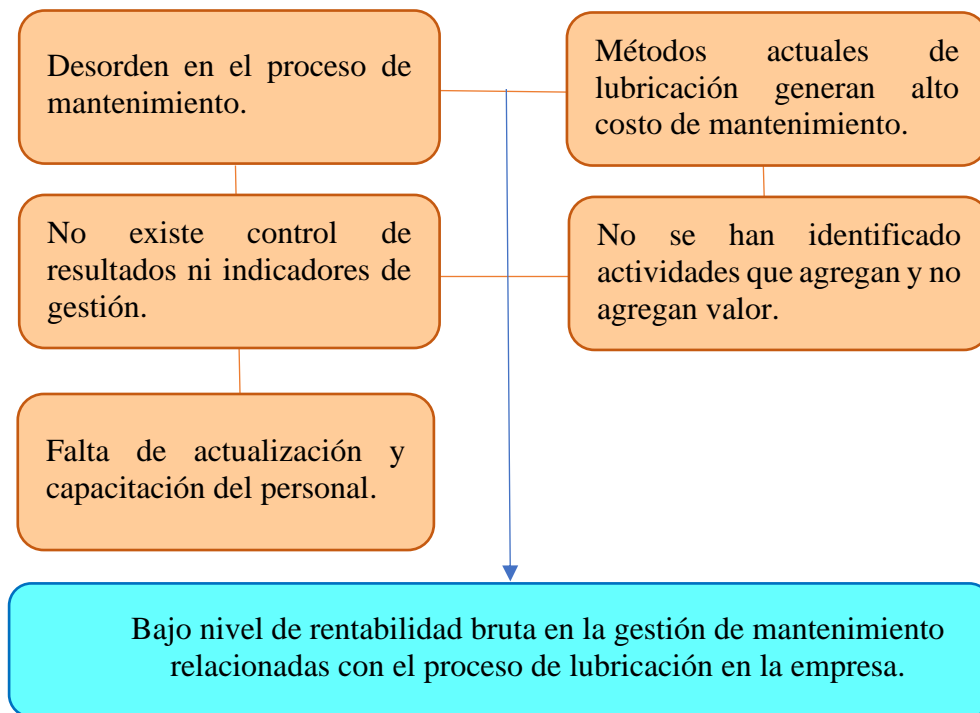 Desorden en el proceso de
mantenimiento.
Métodos actuales de
lubricación generan alto
costo de mantenimiento.
No existe control de
resultados ni indicadores de
gestión.
No se han identificado
actividades que agregan y no
agregan valor.
Falta de actualización y
capacitación del personal.
Bajo nivel de rentabilidad bruta en la gestión de mantenimiento
relacionadas con el proceso de lubricación en la empresa.